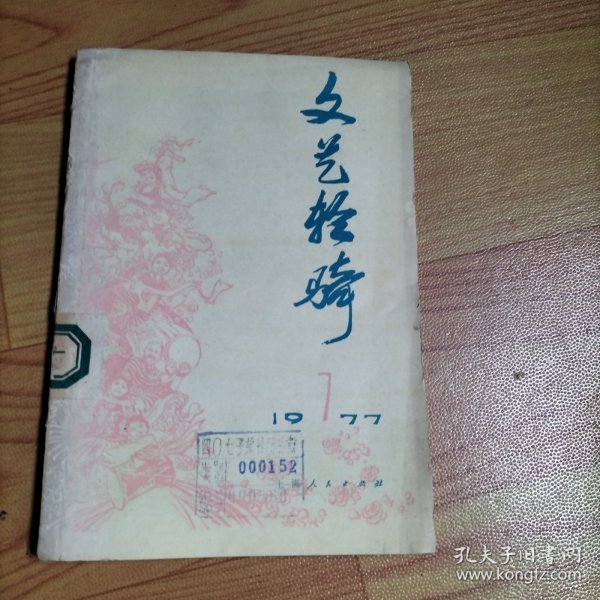 文艺轻骑
1
1977
000152
上海人民出版社
孔夫子旧书网
www.kongfz.com